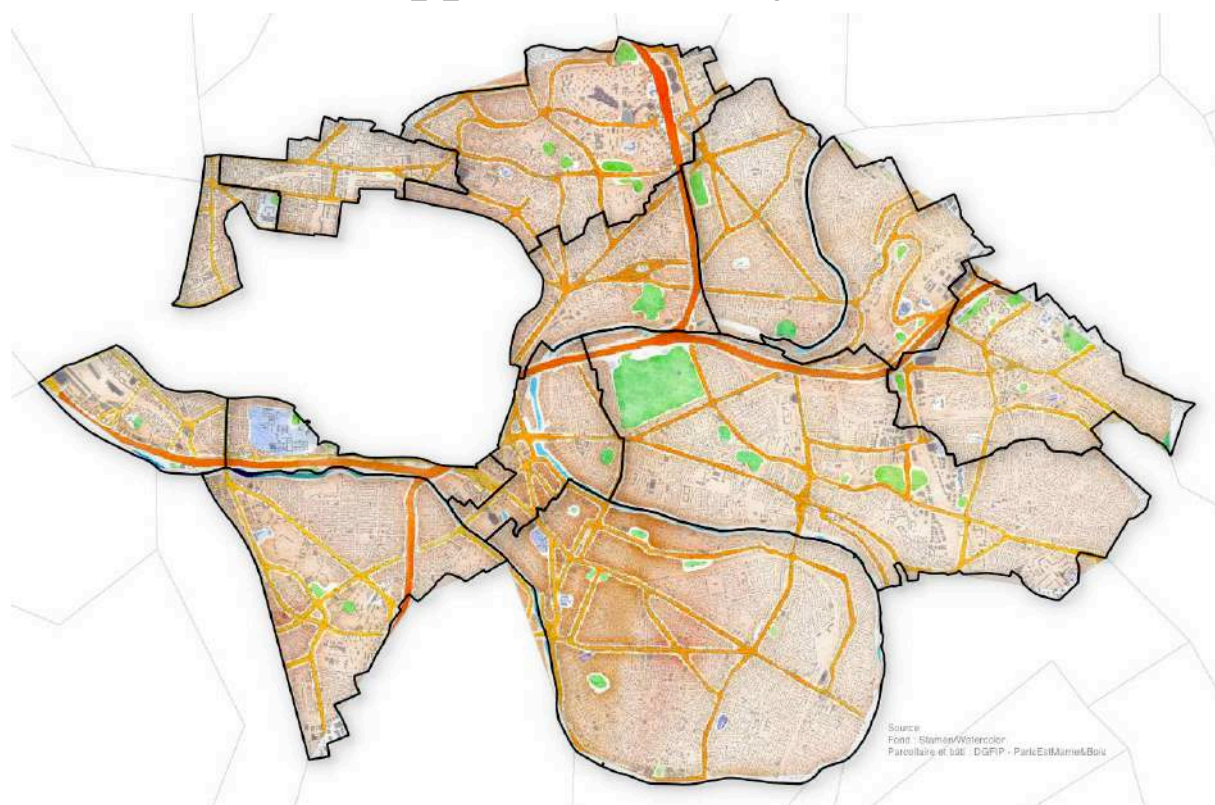 Source
Fond : Stamen/Watercolor
Parcellaire et bâti : DGFIP - ParisEstMarne&Bois